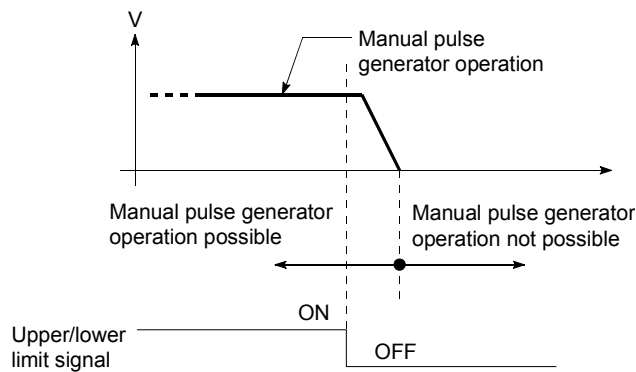 V
Manual pulse
generator operation
Manual pulse generator
operation possible
Manual pulse generator
operation not possible
ON
Upper/lower
limit signal
OFF